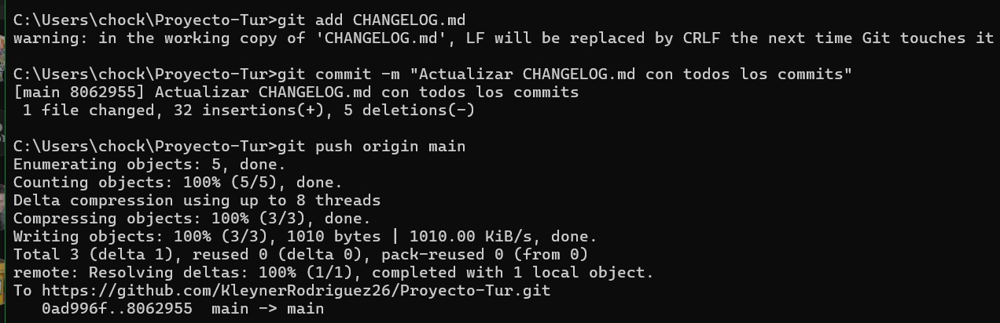 C:\Users\chock\Proyecto-Tur>git add CHANGELOG.md
warning: in the working copy of 'CHANGELOG.md', LF will be replaced by CRLF the next time Git touches it
C:\Users\chock\Proyecto-Tur>git commit -m "Actualizar CHANGELOG.md con todos los commits"
[main 8062955] Actualizar CHANGELOG.md con todos los commits
 1 file changed, 32 insertions(+), 5 deletions(-)
C:\Users\chock\Proyecto-Tur>git push origin main
Enumerating objects: 5, done.
Counting objects: 100% (5/5), done.
Delta compression using up to 8 threads
Compressing objects: 100% (3/3), done.
Writing objects: 100% (3/3), 1010 bytes | 1010.00 KiB/s, done.
Total 3 (delta 1), reused 0 (delta 0), pack-reused 0 (from 0)
remote: Resolving deltas: 100% (1/1), completed with 1 local object.
To https://github.com/KleynerRodriguez26/Proyecto-Tur.git
   0ad996f..8062955  main -> main